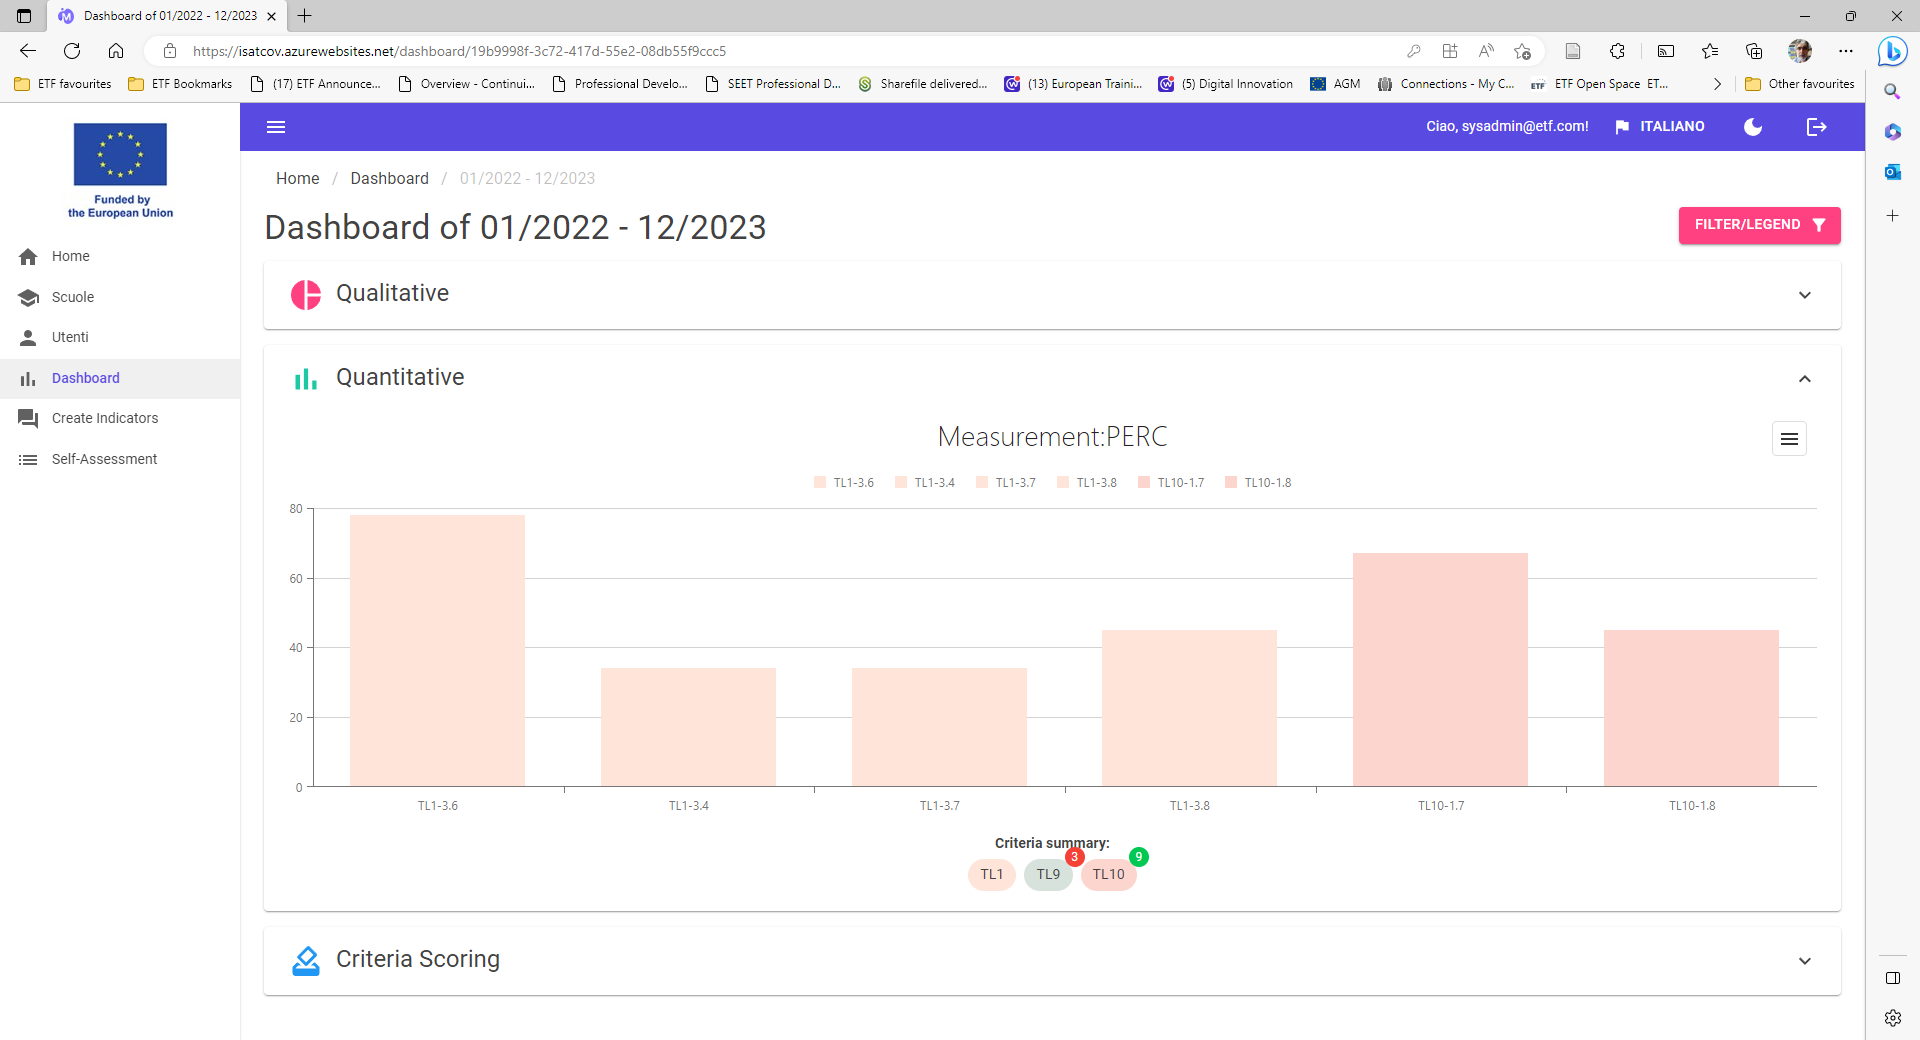 Dashboard of 01/2022 - 12/2023
https://isatcov.azurewebsites.net/dashboard/19b9998f-3c72-417d-55e2-08db55f9ccc5
ETF favourites ETF Bookmarks (17) ETF Announce... Overview - Continui... Professional Develo... SEET Professional D... Sharefile delivered... (13) European Traini... (5) Digital Innovation AGM Connections - My C... ETF ETF Open Space ET... Other favourites
Ciao, sysadmin@etf.com! ITALIANO
Funded by
the European Union
Home
Scuole
Utenti
Dashboard
Create Indicators
Self-Assessment
Home / Dashboard / 01/2022 - 12/2023
Dashboard of 01/2022 - 12/2023
FILTER/LEGEND
Qualitative
Quantitative
Measurement:PERC
TL1-3.6 TL1-3.4 TL1-3.7 TL1-3.8 TL10-1.7 TL10-1.8
80
60
40
20
0
TL1-3.6 TL1-3.4 TL1-3.7 TL1-3.8 TL10-1.7 TL10-1.8
Criteria summary:
3 9
TL1 TL9 TL10
Criteria Scoring